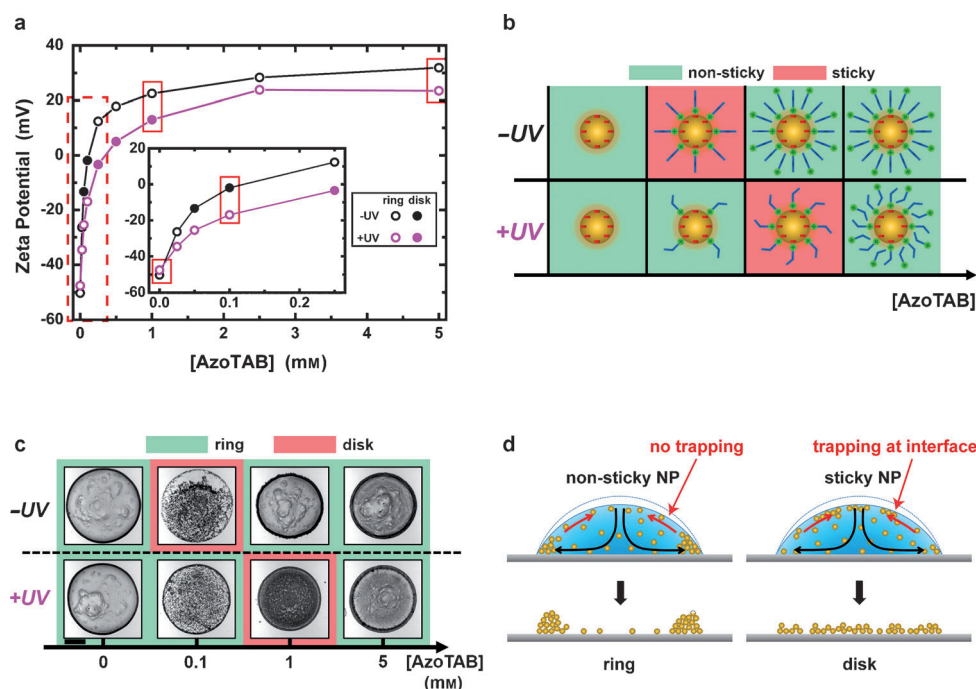 a
Zeta Potential (mV)
60
40
20
0
-20
-40
-60
0
1
2
3
4
5
[AzoTAB] (mM)
20
0
-20
-40
-60
0.0
0.1
0.2
ring disk
-UV
+UV
b
non-sticky
sticky
–UV
+UV
[AzoTAB]
c
ring
disk
–UV
+UV
0
0.1
1
5
[AzoTAB]
(mM)
d
no trapping
trapping at interface
non-sticky NP
sticky NP
ring
disk